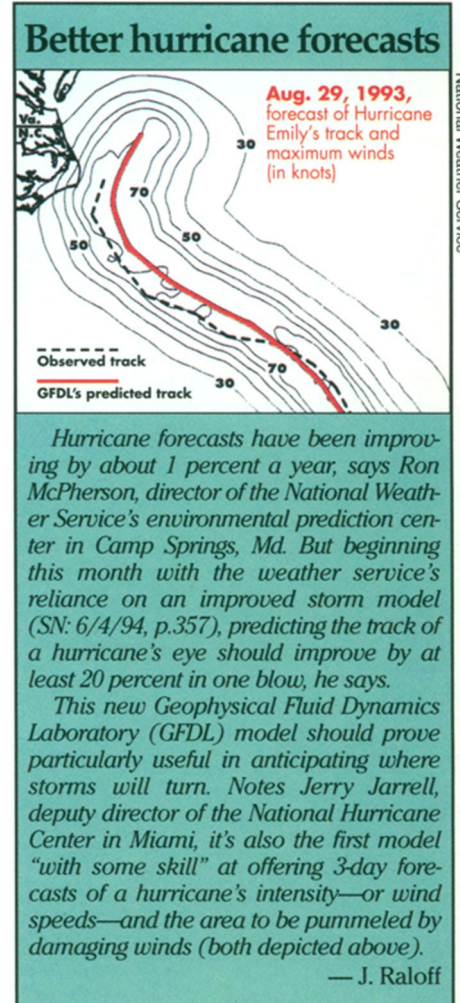 Better hurricane forecasts
Va.
N.C.
Aug. 29, 1993,
forecast of Hurricane
Emily's track and
maximum winds
(in knots)
30
70
50
50
30
70
30
Observed track
GFDL's predicted track
National Weather Service
Hurricane forecasts have been improv-
ing by about 1 percent a year, says Ron
McPherson, director of the National Weath-
er Service's environmental prediction cen-
ter in Camp Springs, Md. But beginning
this month with the weather service's
reliance on an improved storm model
(SN: 6/4/94, p.357), predicting the track of
a hurricane's eye should improve by at
least 20 percent in one blow, he says.
This new Geophysical Fluid Dynamics
Laboratory (GFDL) model should prove
particularly useful in anticipating where
storms will turn. Notes Jerry Jarrell,
deputy director of the National Hurricane
Center in Miami, it's also the first model
“with some skill” at offering 3-day fore-
casts of a hurricane's intensity—or wind
speeds—and the area to be pummeled by
damaging winds (both depicted above).
— J. Raloff